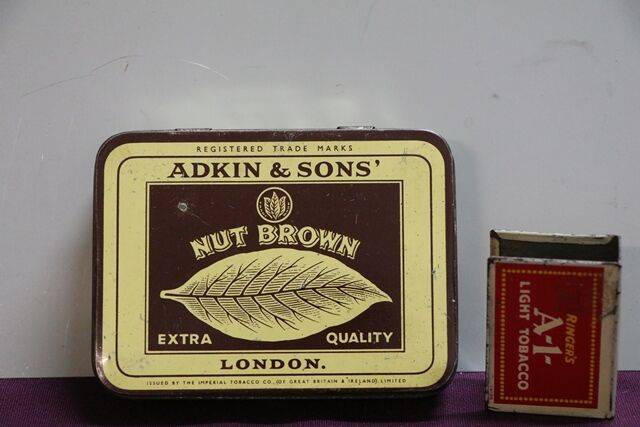 REGISTERED TRADE MARKS
ADKIN & SONS'
NUT BROWN
EXTRA QUALITY
LONDON.
ISSUED BY THE IMPERIAL TOBACCO CO., (OF GREAT BRITAIN & IRELAND) LIMITED
RINGER'S
A-1-
LIGHT TOBACCO